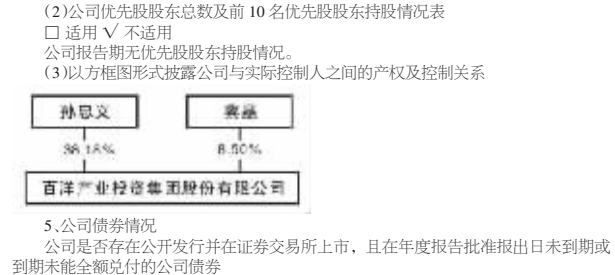 (2)公司优先股股东总数及前 10 名优先股股东持股情况表
□ 适用 √ 不适用
公司报告期无优先股股东持股情况。
(3)以方框图形式披露公司与实际控制人之间的产权及控制关系
孙忠义
38.18% 8.50%
百洋产业投资集团股份有限公司
5、公司债券情况
公司是否存在公开发行并在证券交易所上市，且在年度报告批准报出日未到期或
到期未能全额兑付的公司债券